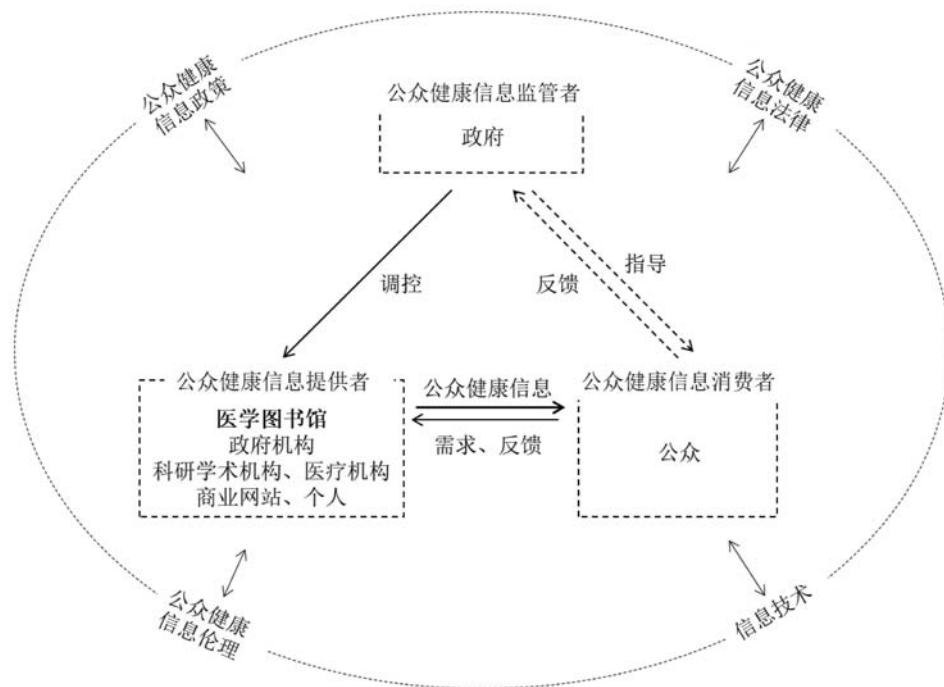 公众健康
信息政策
公众健康
信息法律
公众健康信息监管者
政府
调控
反馈
指导
公众健康信息提供者
医学图书馆
政府机构
科研学术机构、医疗机构
商业网站、个人
公众健康信息
需求、反馈
公众健康信息消费者
公众
公众健康
信息伦理
信息技术